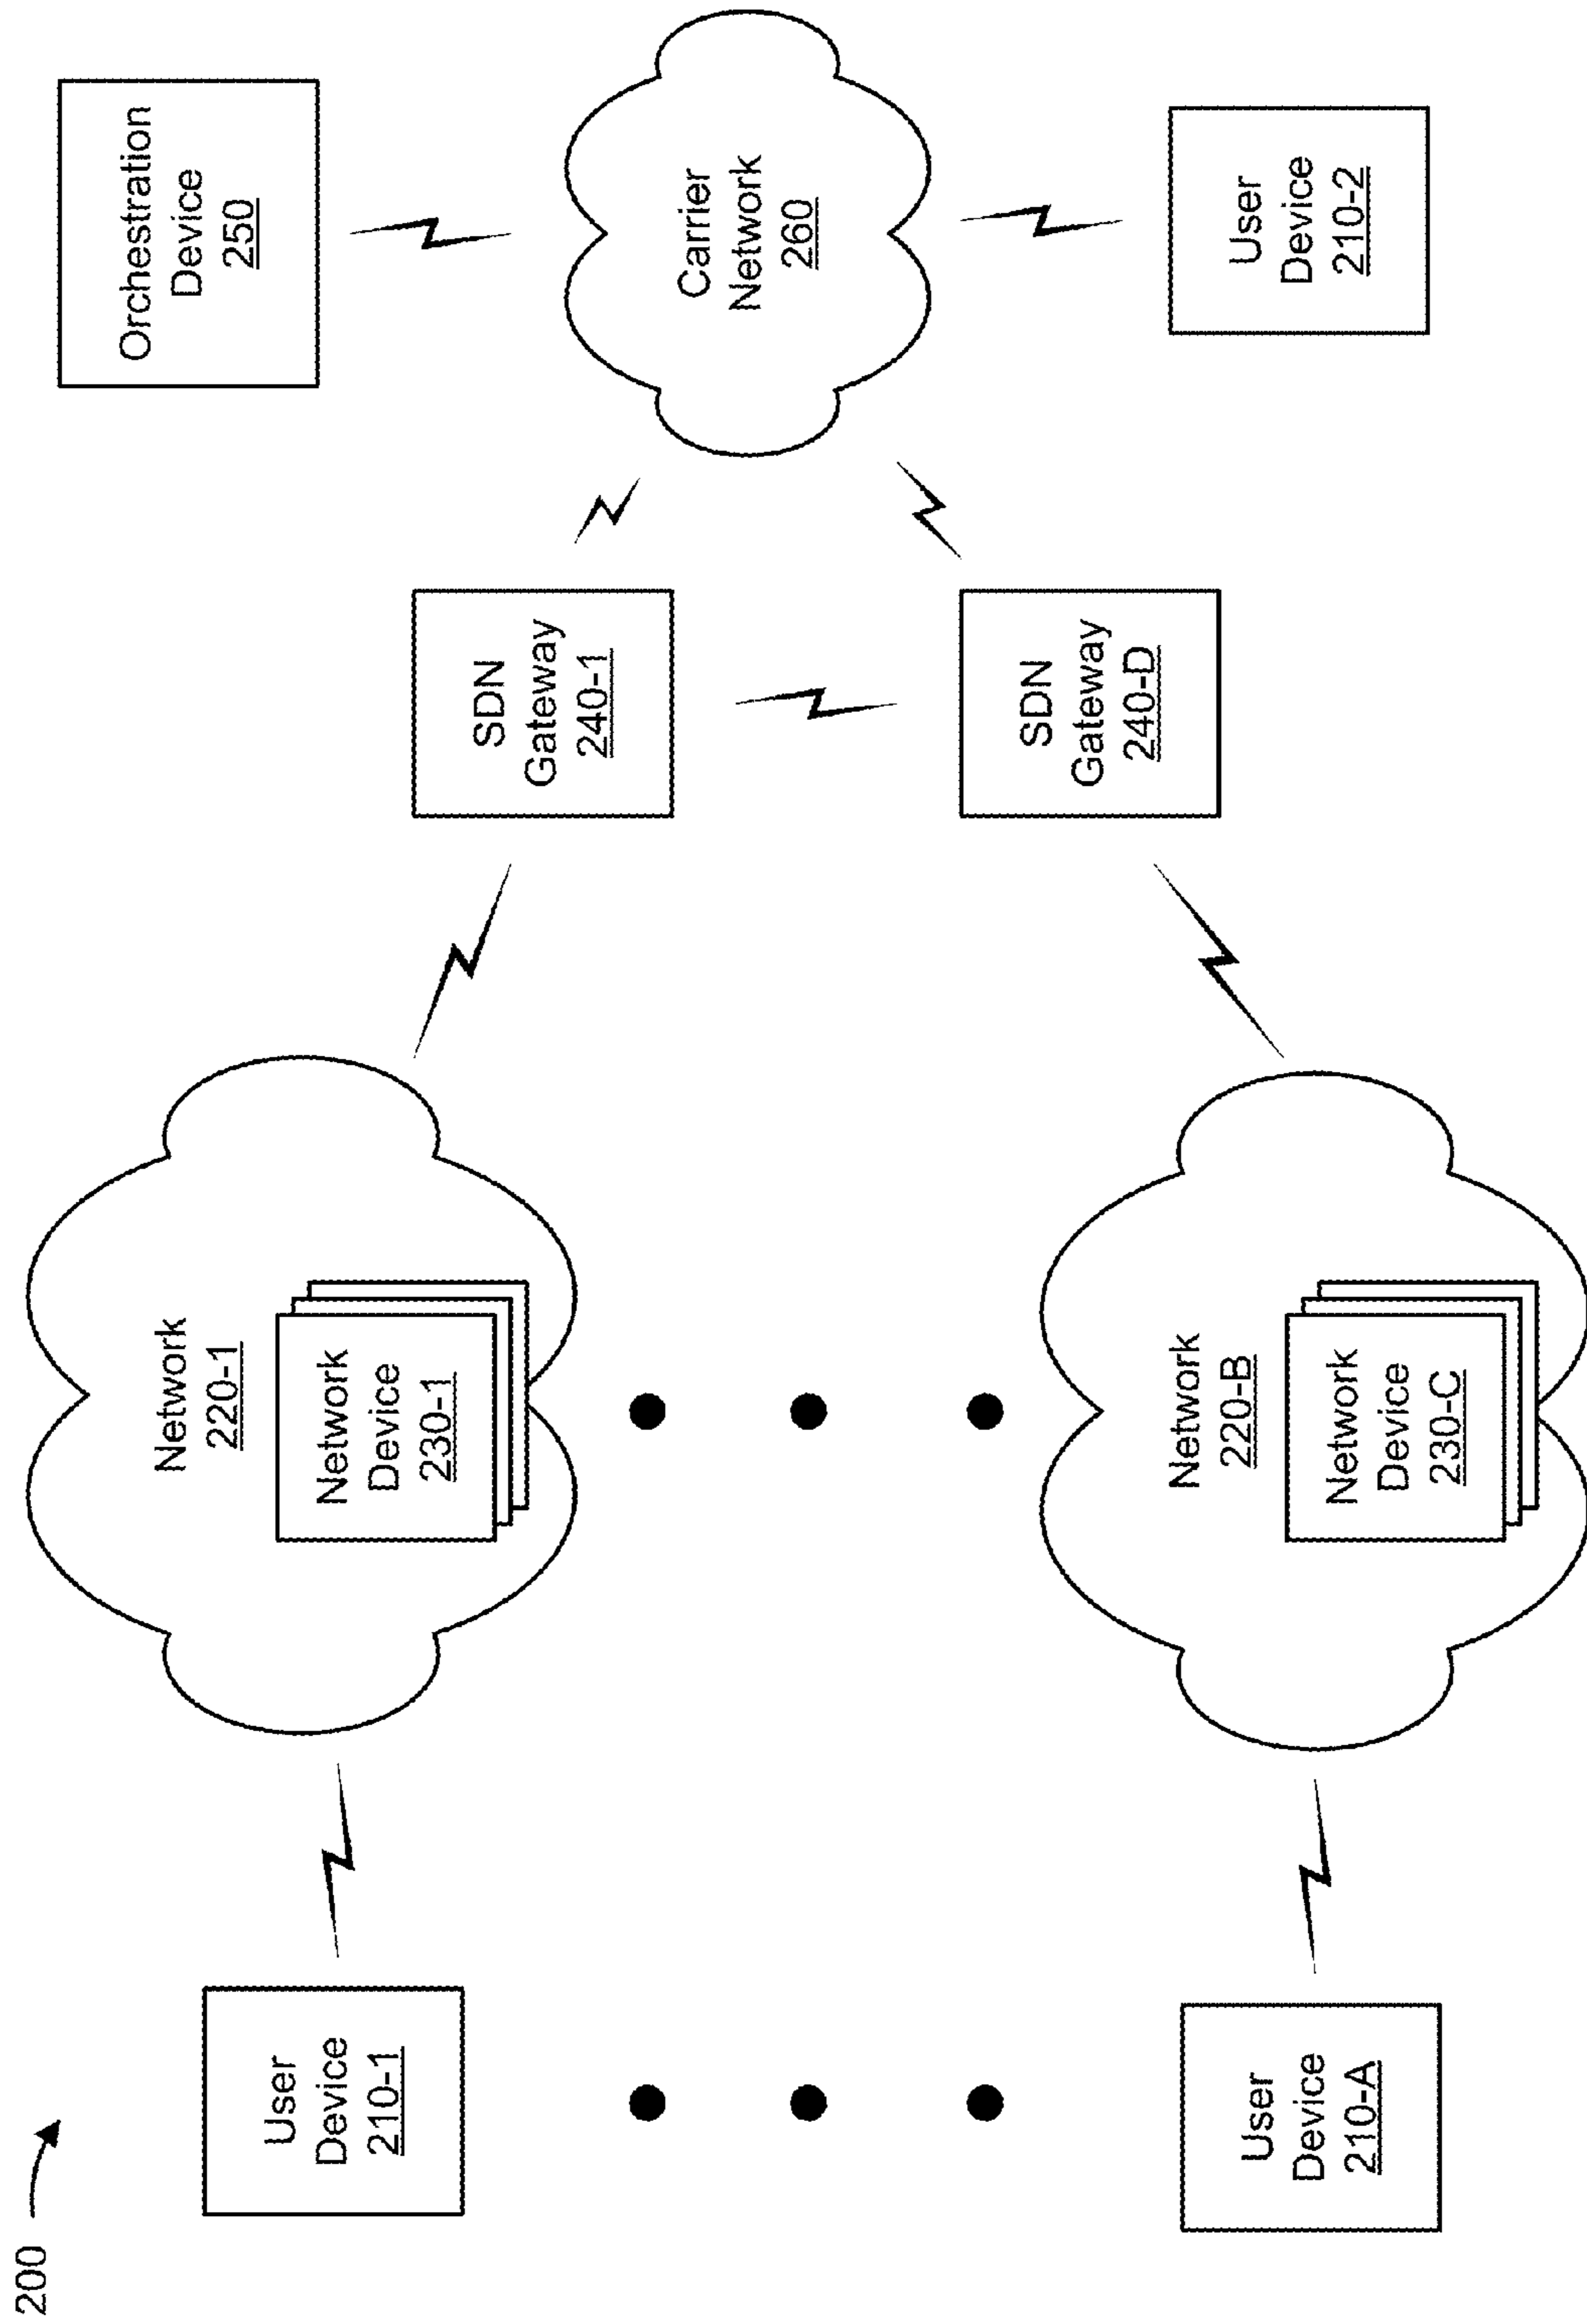 200
User
Device
210-1
Network
220-1
Network
Device
230-1
SDN
Gateway
240-1
Orchestration
Device
250
Carrier
Network
260
User
Device
210-A
Network
220-B
Network
Device
230-C
SDN
Gateway
240-D
User
Device
210-2